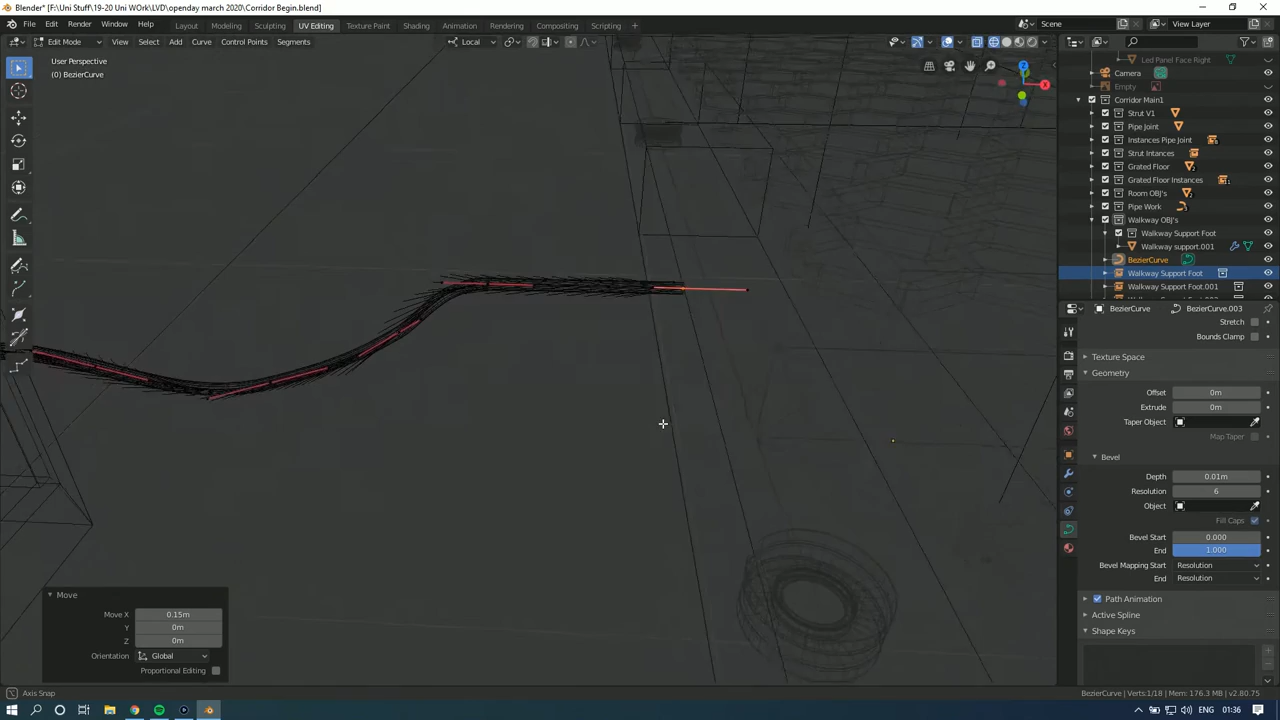 Blender* [F:\Uni Stuff\19-20 Uni WOrk\LVD\openday march 2020\Corridor Begin.blend]
File Edit Render Window Help Layout Modeling Sculpting UV Editing Texture Paint Shading Animation Rendering Compositing Scripting + Scene View Layer
Edit Mode View Select Add Curve Control Points Segments Local
User Perspective
(0) BezierCurve
Led Panel Face Right
Camera
Empty
Corridor Main1
Strut V1
Pipe Joint
Instances Pipe Joint
Strut Intances
Grated Floor
Grated Floor Instances
Room OBJ's
Pipe Work
Walkway OBJ's
Walkway Support Foot
Walkway support.001
BezierCurve
Walkway Support Foot
Walkway Support Foot.001
BezierCurve BezierCurve.003
Stretch
Bounds Clamp
Texture Space
Geometry
Offset 0m
Extrude 0m
Taper Object
Map Taper
Bevel
Depth 0.01m
Resolution 6
Object
Fill Caps
Bevel Start 0.000
End 1.000
Bevel Mapping Start Resolution
End Resolution
Path Animation
Active Spline
Shape Keys
Move
Move X 0.15m
Y 0m
Z 0m
Orientation Global
Proportional Editing
Axis Snap
BezierCurve | Verts:1/18 | Mem: 176.3 MB | v2.80.75
ENG 01:36